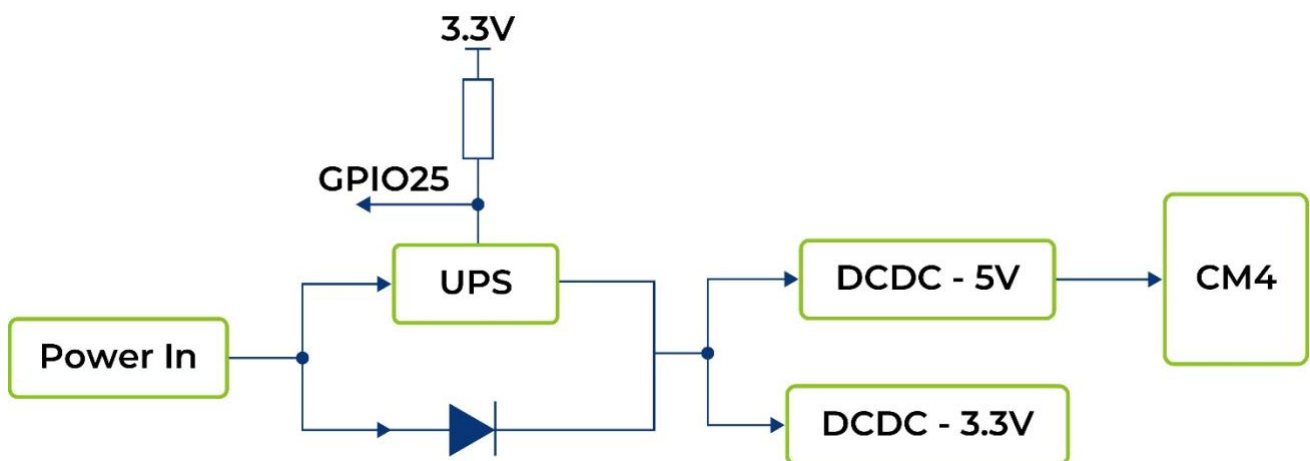 3.3V
GPIO25
UPS
DCDC - 5V
CM4
Power In
DCDC - 3.3V